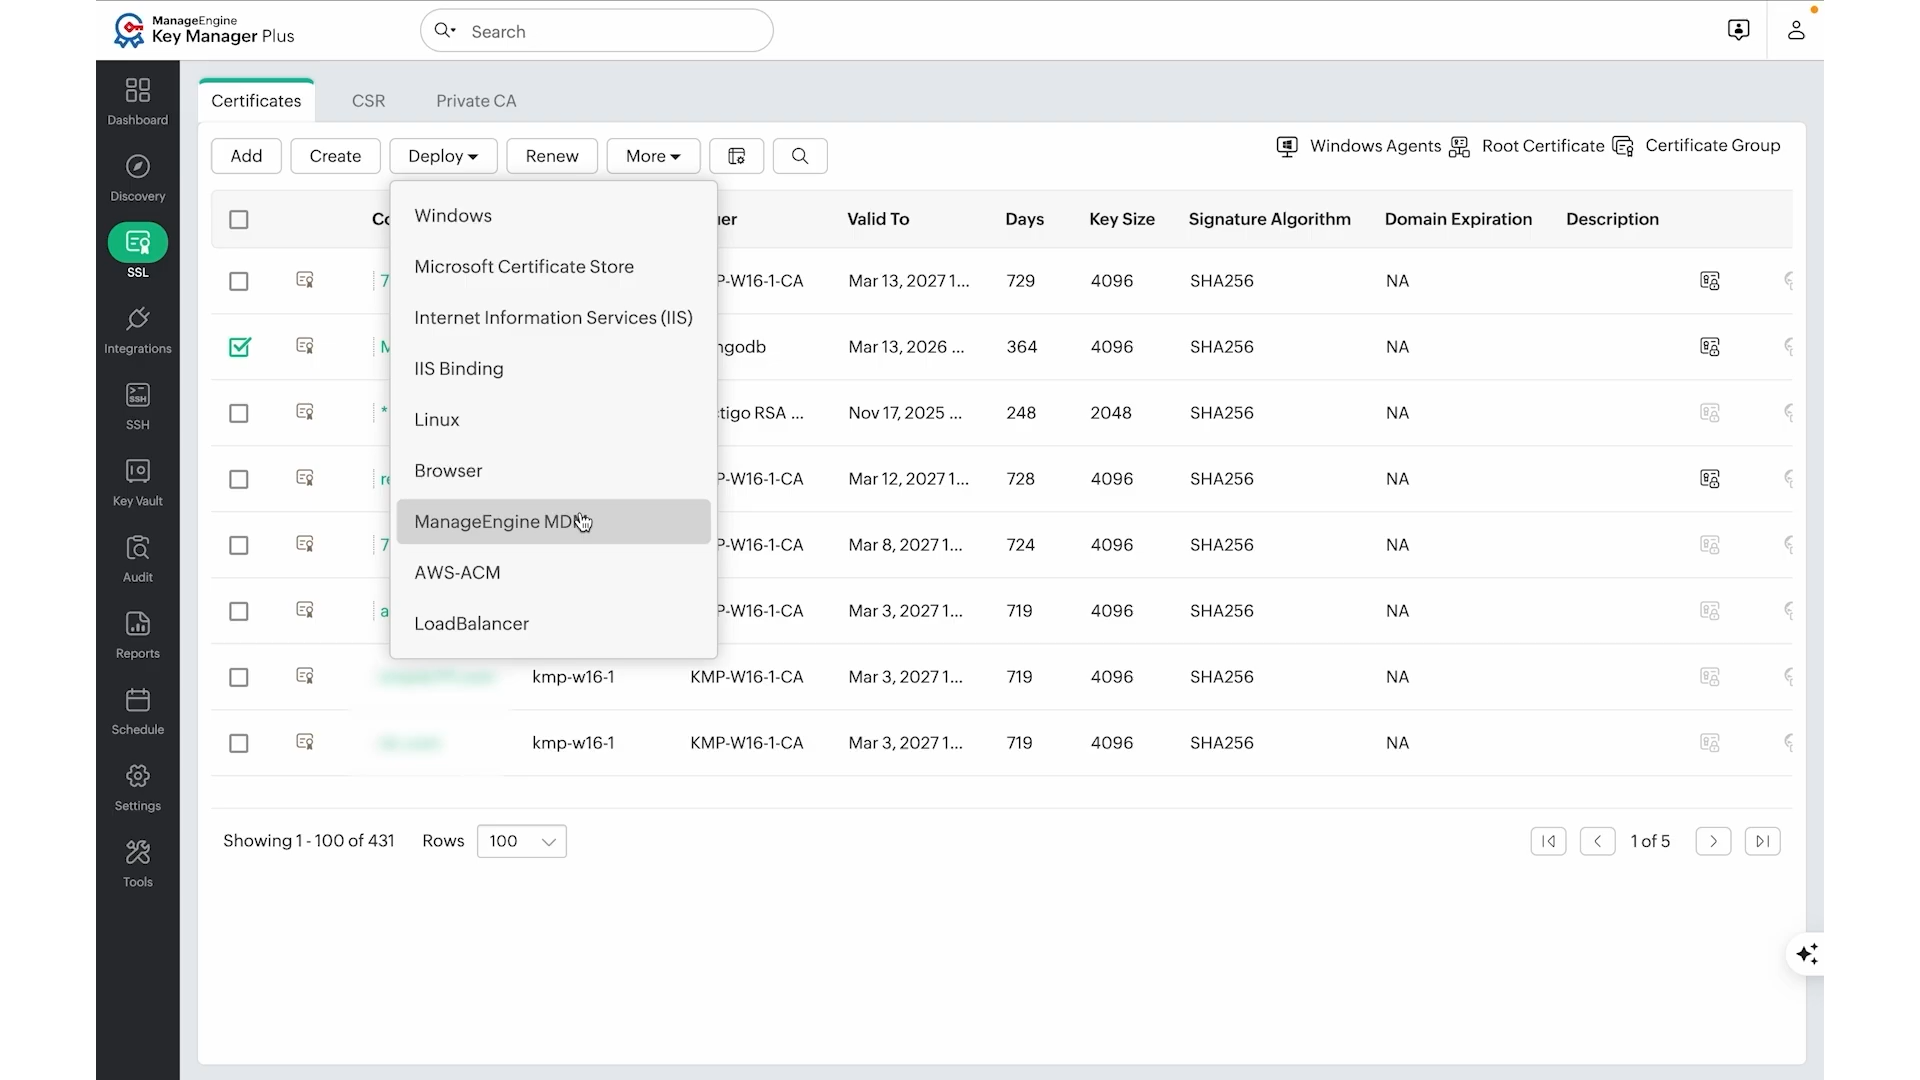 ManageEngine
Key Manager Plus
Search
Dashboard
Discovery
SSL
Integrations
SSH
SSH
Key Vault
Audit
Reports
Schedule
Settings
Tools
Certificates CSR Private CA
Add Create Deploy Renew More
Windows Agents Root Certificate Certificate Group
Windows
Microsoft Certificate Store
Internet Information Services (IIS)
IIS Binding
Linux
Browser
ManageEngine
AWS-ACM
LoadBalancer
Valid To Days Key Size Signature Algorithm Domain Expiration Description
P-W16-1-CA Mar 13, 2027 1... 729 4096 SHA256 NA
ngodb Mar 13, 2026 ... 364 4096 SHA256 NA
tigo RSA ... Nov 17, 2025 ... 248 2048 SHA256 NA
P-W16-1-CA Mar 12, 2027 1... 728 4096 SHA256 NA
P-W16-1-CA Mar 8, 2027 1... 724 4096 SHA256 NA
P-W16-1-CA Mar 3, 2027 1... 719 4096 SHA256 NA
kmp-w16-1 KMP-W16-1-CA Mar 3, 2027 1... 719 4096 SHA256 NA
kmp-w16-1 KMP-W16-1-CA Mar 3, 2027 1... 719 4096 SHA256 NA
Showing 1 - 100 of 431 Rows 100 1 of 5